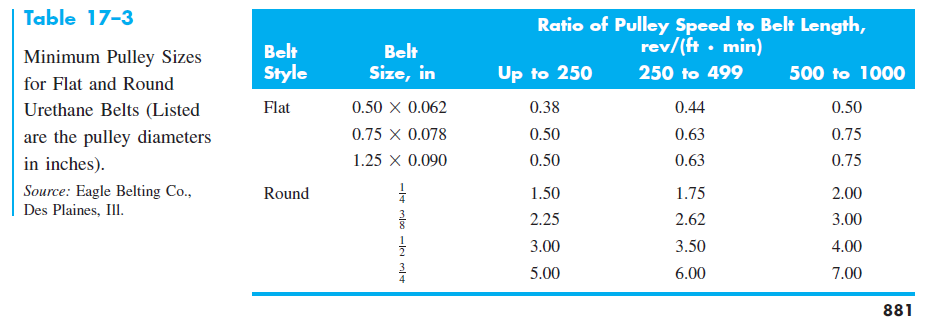 Table 17–3
Minimum Pulley Sizes
for Flat and Round
Urethane Belts (Listed
are the pulley diameters
in inches).
Source: Eagle Belting Co.,
Des Plaines, Ill.
Ratio of Pulley Speed to Belt Length,
rev/(ft • min)
Belt Style Belt Size, in Up to 250 250 to 499 500 to 1000
Flat 0.50 × 0.062 0.38 0.44 0.50
0.75 × 0.078 0.50 0.63 0.75
1.25 × 0.090 0.50 0.63 0.75
Round 1/4 1.50 1.75 2.00
3/8 2.25 2.62 3.00
1/2 3.00 3.50 4.00
3/4 5.00 6.00 7.00
881